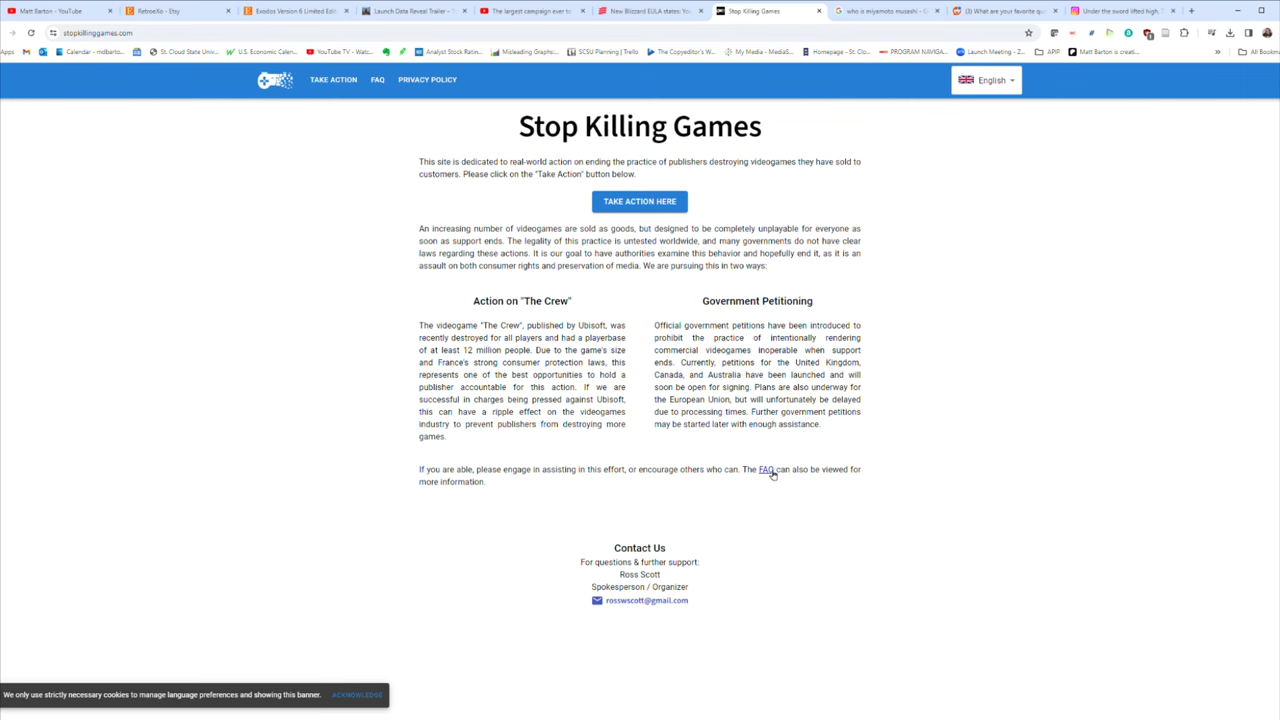 Matt Barton - YouTube
RetroeXo - Etsy
Exodos Version 6 Limited Edi
Launch Data Reveal Trailer - 
The largest campaign ever to
New Blizzard EULA states: Yo
Stop Killing Games
who is miyamoto musashi - G
(3) What are your favorite qu
Under the sword lifted high. T
stopkillinggames.com
Apps
Calendar - mdbarto...
St. Cloud State Univ...
U.S. Economic Calen...
YouTube TV - Watc...
Analyst Stock Ratin...
Misleading Graphs:...
SCSU Planning | Trello
The Copyeditor's W...
My Media - MediaS...
Homepage - St. Clo...
PROGRAM NAVIGA...
Launch Meeting - Z...
APIP
Matt Barton is creati...
»
All Bookma
TAKE ACTION
FAQ
PRIVACY POLICY
English
Stop Killing Games
This site is dedicated to real-world action on ending the practice of publishers destroying videogames they have sold to
customers. Please click on the "Take Action" button below.
TAKE ACTION HERE
An increasing number of videogames are sold as goods, but designed to be completely unplayable for everyone as
soon as support ends. The legality of this practice is untested worldwide, and many governments do not have clear
laws regarding these actions. It is our goal to have authorities examine this behavior and hopefully end it, as it is an
assault on both consumer rights and preservation of media. We are pursuing this in two ways:
Action on "The Crew"
The videogame "The Crew", published by Ubisoft, was
recently destroyed for all players and had a playerbase
of at least 12 million people. Due to the game's size
and France's strong consumer protection laws, this
represents one of the best opportunities to hold a
publisher accountable for this action. If we are
successful in charges being pressed against Ubisoft,
this can have a ripple effect on the videogames
industry to prevent publishers from destroying more
games.
Government Petitioning
Official government petitions have been introduced to
prohibit the practice of intentionally rendering
commercial videogames inoperable when support
ends. Currently, petitions for the United Kingdom,
Canada, and Australia have been launched and will
soon be open for signing. Plans are also underway for
the European Union, but will unfortunately be delayed
due to processing times. Further government petitions
may be started later with enough assistance.
If you are able, please engage in assisting in this effort, or encourage others who can. The FAQ can also be viewed for
more information.
Contact Us
For questions & further support:
Ross Scott
Spokesperson / Organizer
rosswscott@gmail.com
We only use strictly necessary cookies to manage language preferences and showing this banner.
ACKNOWLEDGE